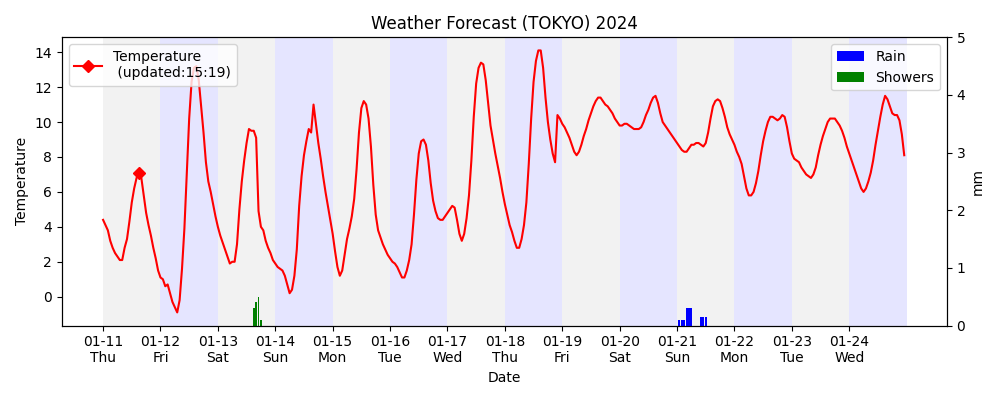 Weather Forecast (TOKYO) 2024
Temperature
(updated:15:19)
Rain
Showers
14
12
10
8
6
4
2
0
Temperature
5
4
3
2
1
0
mm
01-11 01-12 01-13 01-14 01-15 01-16 01-17 01-18 01-19 01-20 01-21 01-22 01-23 01-24
Thu Fri Sat Sun Mon Tue Wed Thu Fri Sat Sun Mon Tue Wed
Date